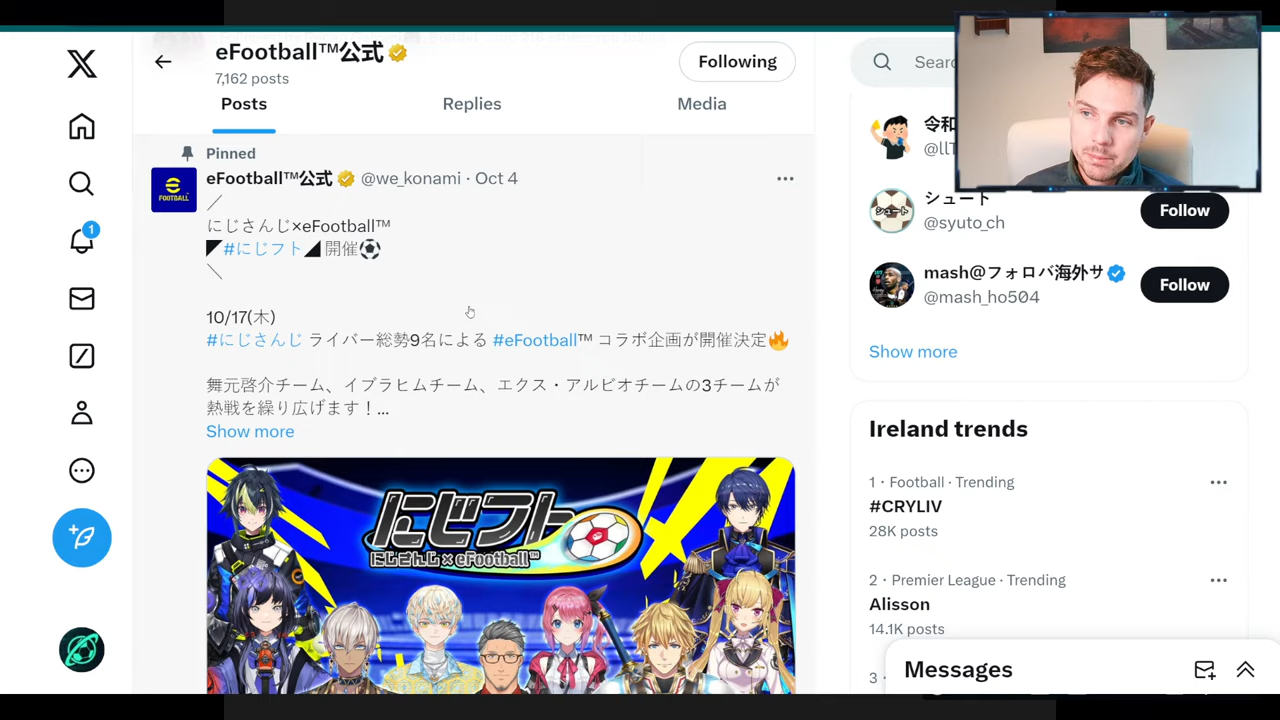 eFootball™公式
7,162 posts
Following
Posts
Replies
Media
Pinned
eFootball™公式 @we_konami · Oct 4
／
にじさんじ×eFootball™
◤#にじフト◢ 開催⚽
＼
10/17(木)
#にじさんじ ライバー総勢9名による #eFootball™ コラボ企画が開催決定🔥
舞元啓介チーム、イブラヒムチーム、エクス・アルビオチームの3チームが
熱戦を繰り広げます！...
Show more
にじフト
にじさんじ×eFootball™
E
FOOTBALL
1
令和
シュート
@syuto_ch
Follow
mash@フォロバ海外サ
@mash_ho504
Follow
Show more
Ireland trends
1 · Football · Trending
#CRYLIV
28K posts
2 · Premier League · Trending
Alisson
14.1K posts
3 ·
Messages